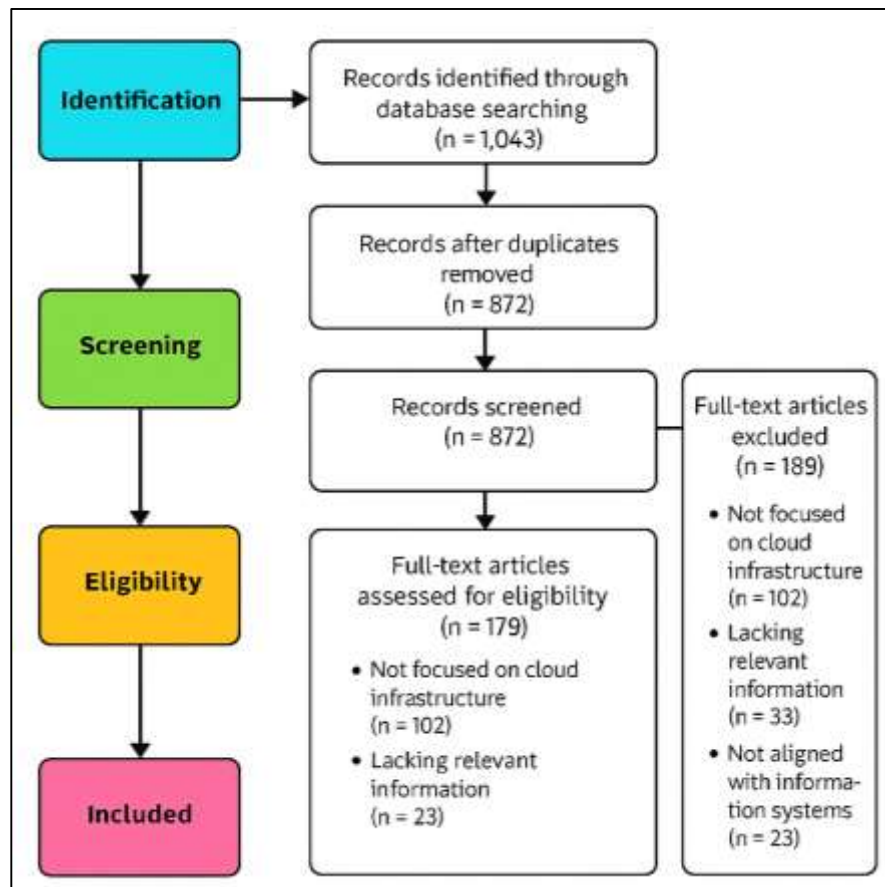 Identification
Records identified through
database searching
(n = 1,043)
Records after duplicates
removed
(n = 872)
Screening
Records screened
(n = 872)
Full-text articles
excluded
(n = 189)
• Not focused
on cloud
infrastructure
(n = 102)
• Lacking
relevant
information
(n = 33)
• Not aligned
with informa-
tion systems
(n = 23)
Eligibility
Full-text articles
assessed for eligibility
(n = 179)
• Not focused on cloud
infrastructure
(n = 102)
• Lacking relevant
information
(n = 23)
Included